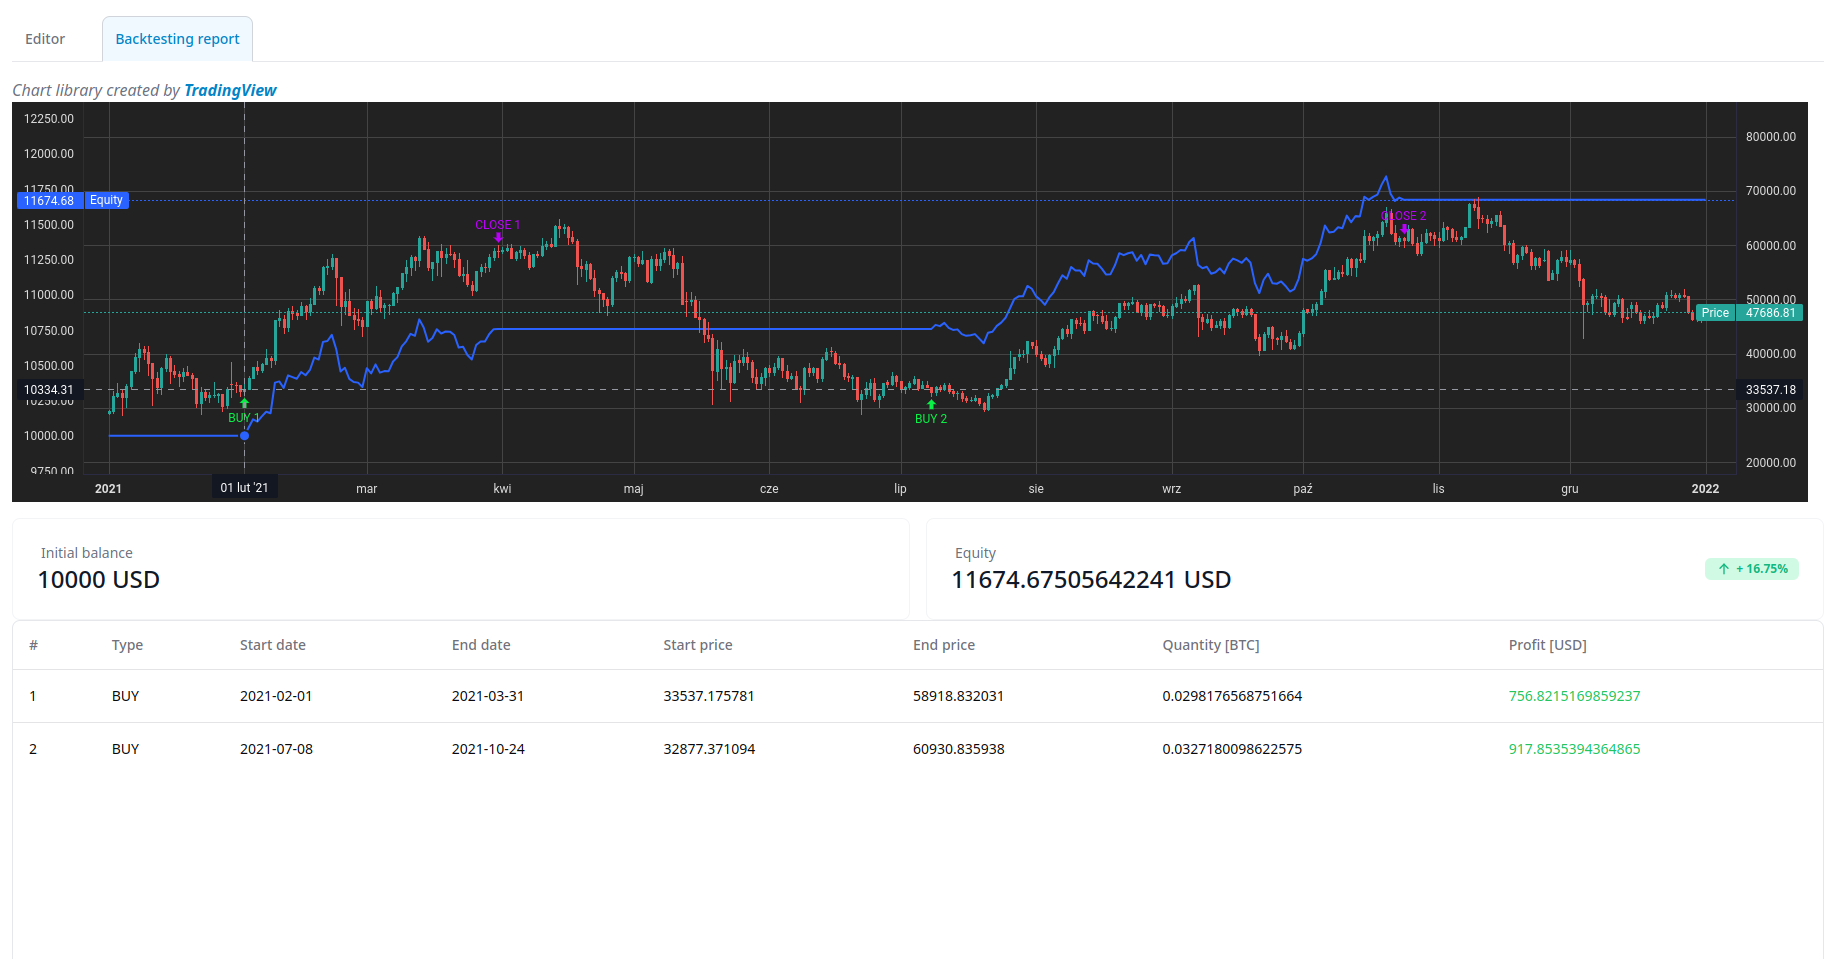 Editor
Backtesting report
Chart library created by TradingView
12250.00
12000.00
11750.00
11674.68 Equity
11500.00
11250.00
11000.00
10750.00
10500.00
10334.31
10250.00
10000.00
9750.00
CLOSE 1
BUY 1
BUY 2
CLOSE 2
80000.00
70000.00
60000.00
50000.00
Price 47686.81
40000.00
33537.18
30000.00
20000.00
2021 01 lut '21 mar kwi maj cze lip sie wrz paź lis gru 2022
Initial balance
10000 USD
Equity
11674.67505642241 USD
+ 16.75%
# Type Start date End date Start price End price Quantity [BTC] Profit [USD]
1 BUY 2021-02-01 2021-03-31 33537.175781 58918.832031 0.0298176568751664 756.8215169859237
2 BUY 2021-07-08 2021-10-24 32877.371094 60930.835938 0.0327180098622575 917.8535394364865